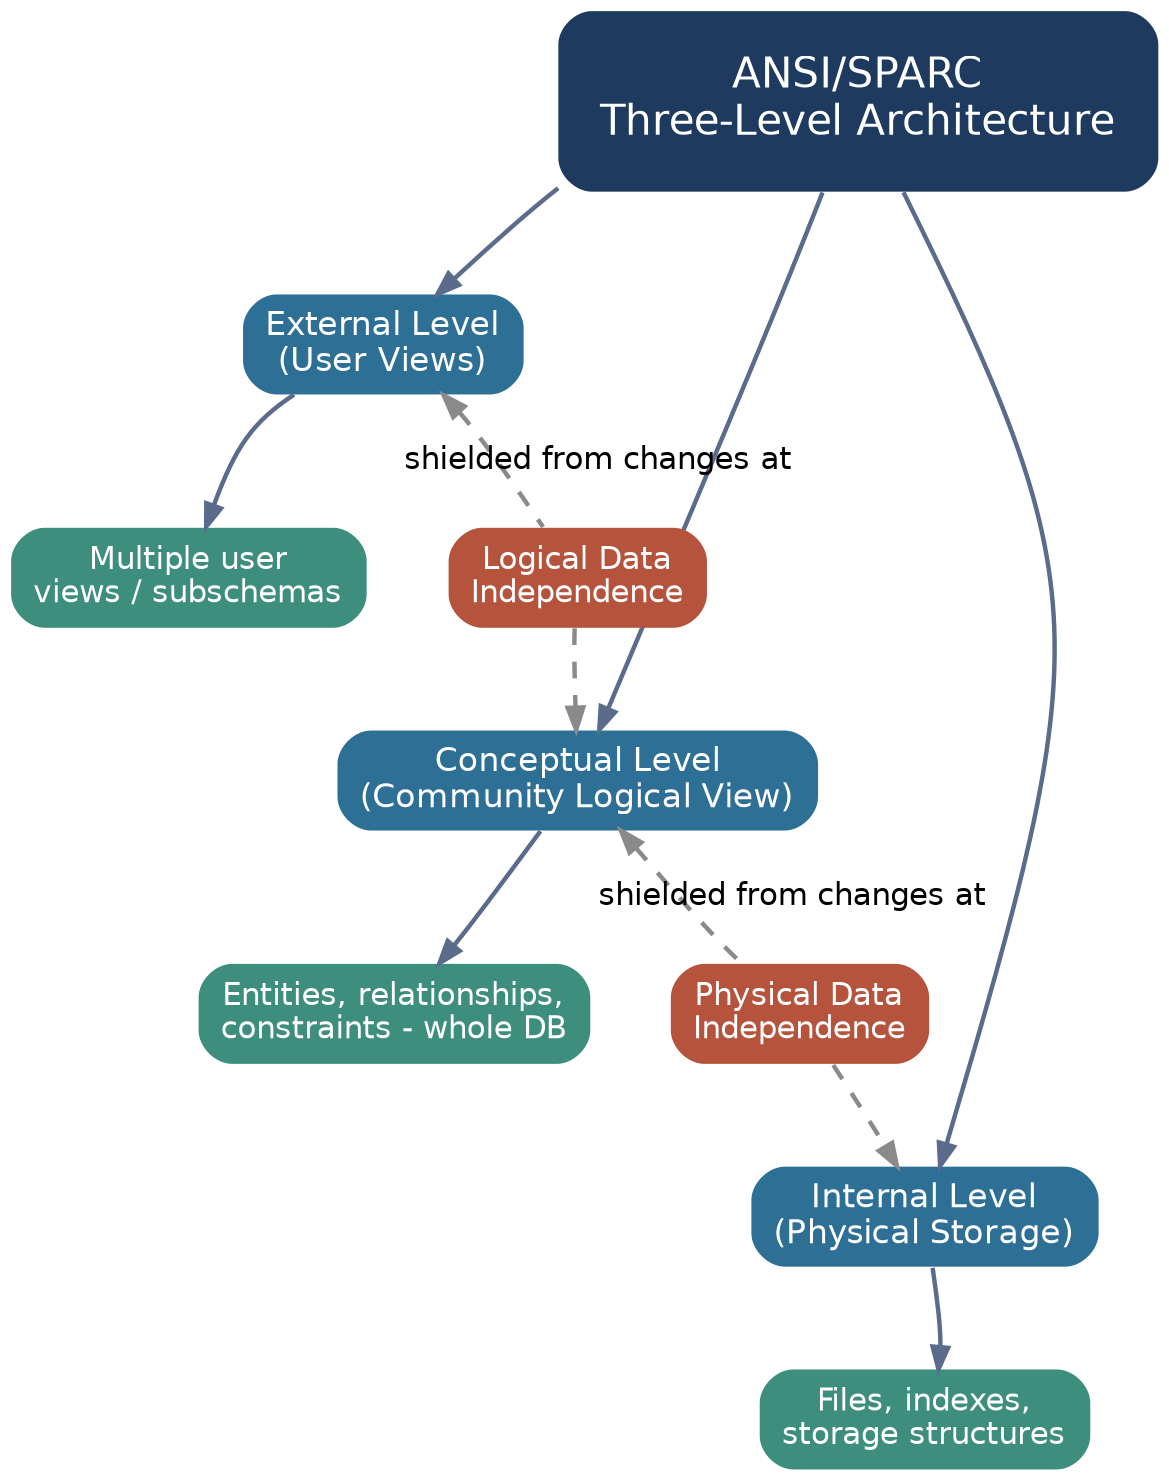 ANSI/SPARC
Three-Level Architecture
External Level
(User Views)
shielded from changes at
Multiple user
views / subschemas
Logical Data
Independence
Conceptual Level
(Community Logical View)
shielded from changes at
Entities, relationships,
constraints - whole DB
Physical Data
Independence
Internal Level
(Physical Storage)
Files, indexes,
storage structures